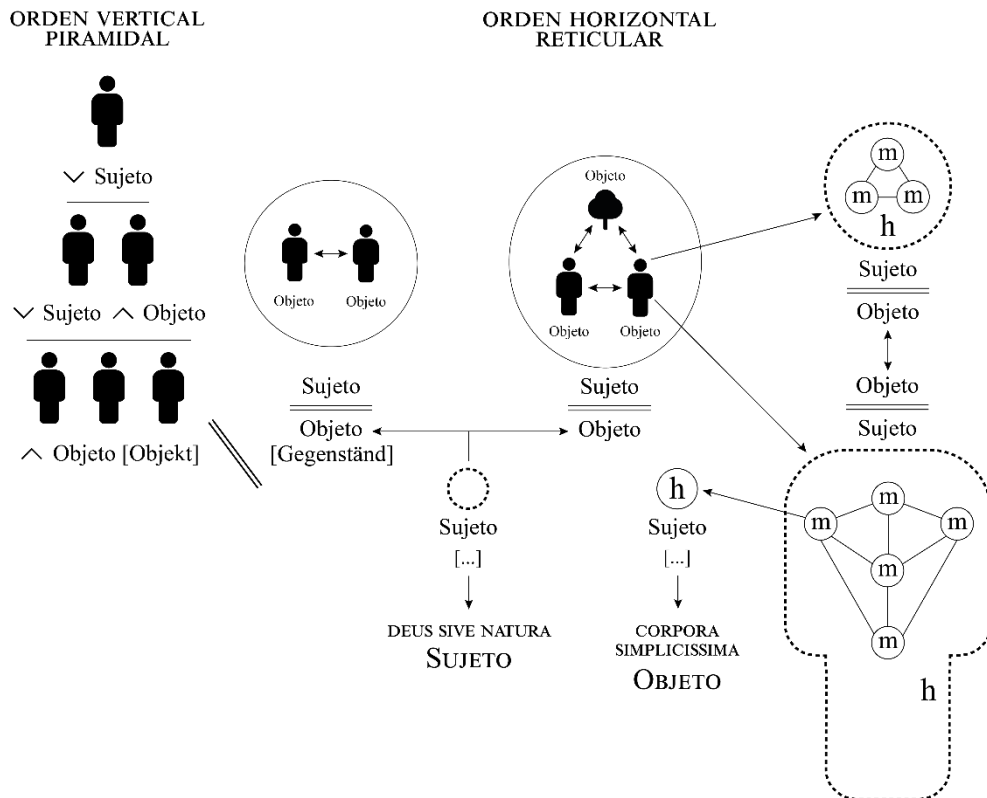 ORDEN VERTICAL
PIRAMIDAL
ORDEN HORIZONTAL
RETICULAR
Sujeto
Sujeto
Objeto
Objeto [Objekt]
Objeto
Objeto
Sujeto
Objeto
[Gegenständ]
Objeto
Objeto
Objeto
Sujeto
Objeto
m
m
m
h
Sujeto
Objeto
Objeto
Sujeto
Sujeto
[...]
DEUS SIVE NATURA
SUJETO
h
Sujeto
[...]
CORPORA
SIMPLICISSIMA
OBJETO
m
m
m
m
m
h